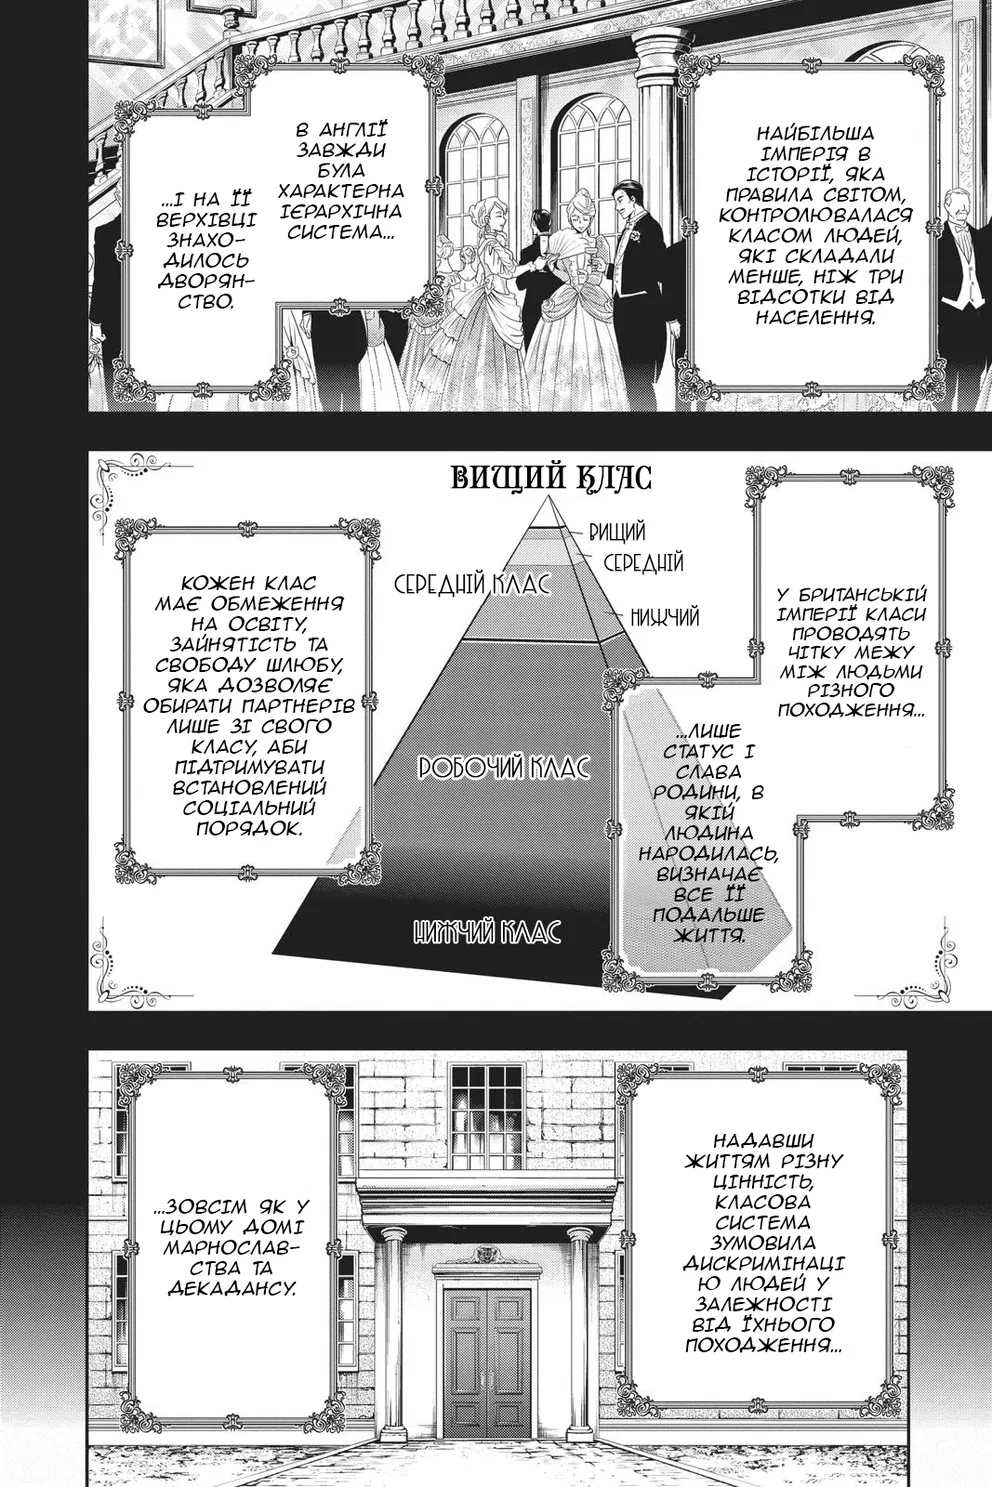 НАЙБІЛЬША
ІМПЕРІЯ В
ІСТОРІЇ, ЯКА
ПРАВИЛА СВІТОМ,
КОНТРОЛЮВАЛАСЯ
КЛАСОМ ЛЮДЕЙ,
ЯКІ СКЛАДАЛИ
МЕНШЕ, НІЖ ТРИ
ВІДСОТКИ ВІД
НАСЕЛЕННЯ.
В АНГЛІЇ
ЗАВЖДИ
БУЛА
ХАРАКТЕРНА
ІЄРАРХІЧНА
СИСТЕМА...
...І НА ЇЇ
ВЕРХІВЦІ
ЗНАХО-
ДИЛОСЬ
ДВОРЯН-
СТВО.
У БРИТАНСЬКІЙ
ІМПЕРІЇ КЛАСИ
ПРОВОДЯТЬ
ЧІТКУ МЕЖУ
МІЖ ЛЮДЬМИ
РІЗНОГО
ПОХОДЖЕННЯ...
...ЛИШЕ
СТАТУС І
СЛАВА
РОДИНИ, В
ЯКІЙ
ЛЮДИНА
НАРОДИЛАСЬ,
ВИЗНАЧАЄ
ВСЕ ЇЇ
ПОДАЛЬШЕ
ЖИТТЯ.
ВИЩИЙ КЛАС
ВИЩИЙ
СЕРЕДНІЙ
СЕРЕДНІЙ КЛАС
НИЖЧИЙ
РОБОЧИЙ КЛАС
НИЖЧИЙ КЛАС
КОЖЕН КЛАС
МАЄ ОБМЕЖЕННЯ
НА ОСВІТУ,
ЗАЙНЯТІСТЬ ТА
СВОБОДУ ШЛЮБУ,
ЯКА ДОЗВОЛЯЄ
ОБИРАТИ ПАРТНЕРІВ
ЛИШЕ ЗІ СВОГО
КЛАСУ, АБИ
ПІДТРИМУВАТИ
ВСТАНОВЛЕНИЙ
СОЦІАЛЬНИЙ
ПОРЯДОК.
НАДАВШИ
ЖИТТЯМ РІЗНУ
ЦІННІСТЬ,
КЛАСОВА
СИСТЕМА
ЗУМОВИЛА
ДИСКРИМІНАЦІ
Ю ЛЮДЕЙ У
ЗАЛЕЖНОСТІ
ВІД ЇХНЬОГО
ПОХОДЖЕННЯ...
...ЗОВСІМ ЯК У
ЦЬОМУ ДОМІ
МАРНОСЛАВ-
СТВА ТА
ДЕКАДАНСУ.